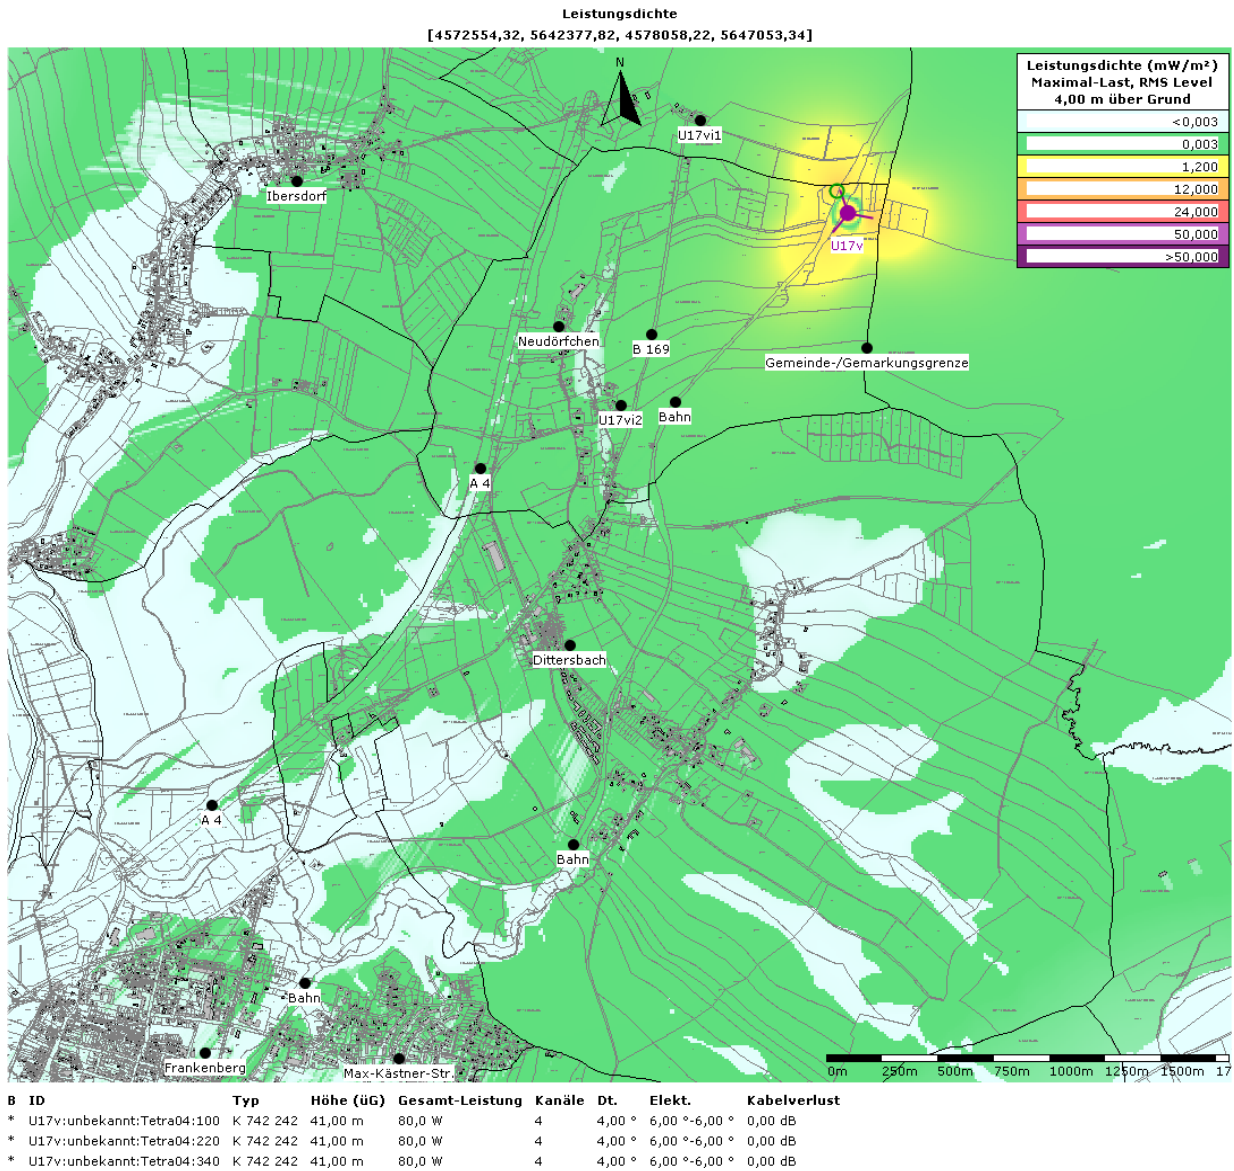 Leistungsdichte
[4572554,32, 5642377,82, 4578058,22, 5647053,34]
Leistungsdichte (mW/m²)
Maximal-Last, RMS Level
4,00 m über Grund
<0,003
0,003
1,200
12,000
24,000
50,000
>50,000
N
U17vi1
Ibersdorf
U17v
Neudörfchen
B 169
Gemeinde-/Gemarkungsgrenze
U17vi2
Bahn
A 4
Dittersbach
A 4
Bahn
Bahn
Frankenberg
Max-Kästner-Str.
0m 250m 500m 750m 1000m 1250m 1500m 17
B ID Typ Höhe (üG) Gesamt-Leistung Kanäle Dt. Elekt. Kabelverlust
* U17v:unbekannt:Tetra04:100 K 742 242 41,00 m 80,0 W 4 4,00 ° 6,00 °-6,00 ° 0,00 dB
* U17v:unbekannt:Tetra04:220 K 742 242 41,00 m 80,0 W 4 4,00 ° 6,00 °-6,00 ° 0,00 dB
* U17v:unbekannt:Tetra04:340 K 742 242 41,00 m 80,0 W 4 4,00 ° 6,00 °-6,00 ° 0,00 dB